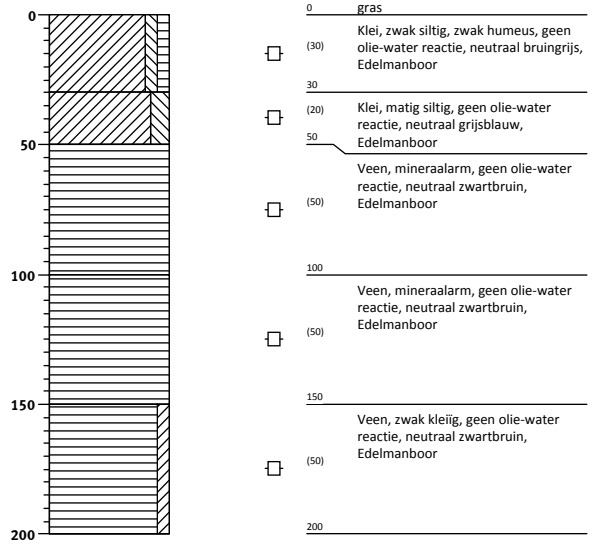 0
50
100
150
200
0
gras
(30)
Klei, zwak siltig, zwak humeus, geen
olie-water reactie, neutraal bruingrijs,
Edelmanboor
30
(20)
Klei, matig siltig, geen olie-water
reactie, neutraal grijsblauw,
Edelmanboor
50
(50)
Veen, mineraalarm, geen olie-water
reactie, neutraal zwartbruin,
Edelmanboor
100
(50)
Veen, mineraalarm, geen olie-water
reactie, neutraal zwartbruin,
Edelmanboor
150
(50)
Veen, zwak kleiïg, geen olie-water
reactie, neutraal zwartbruin,
Edelmanboor
200